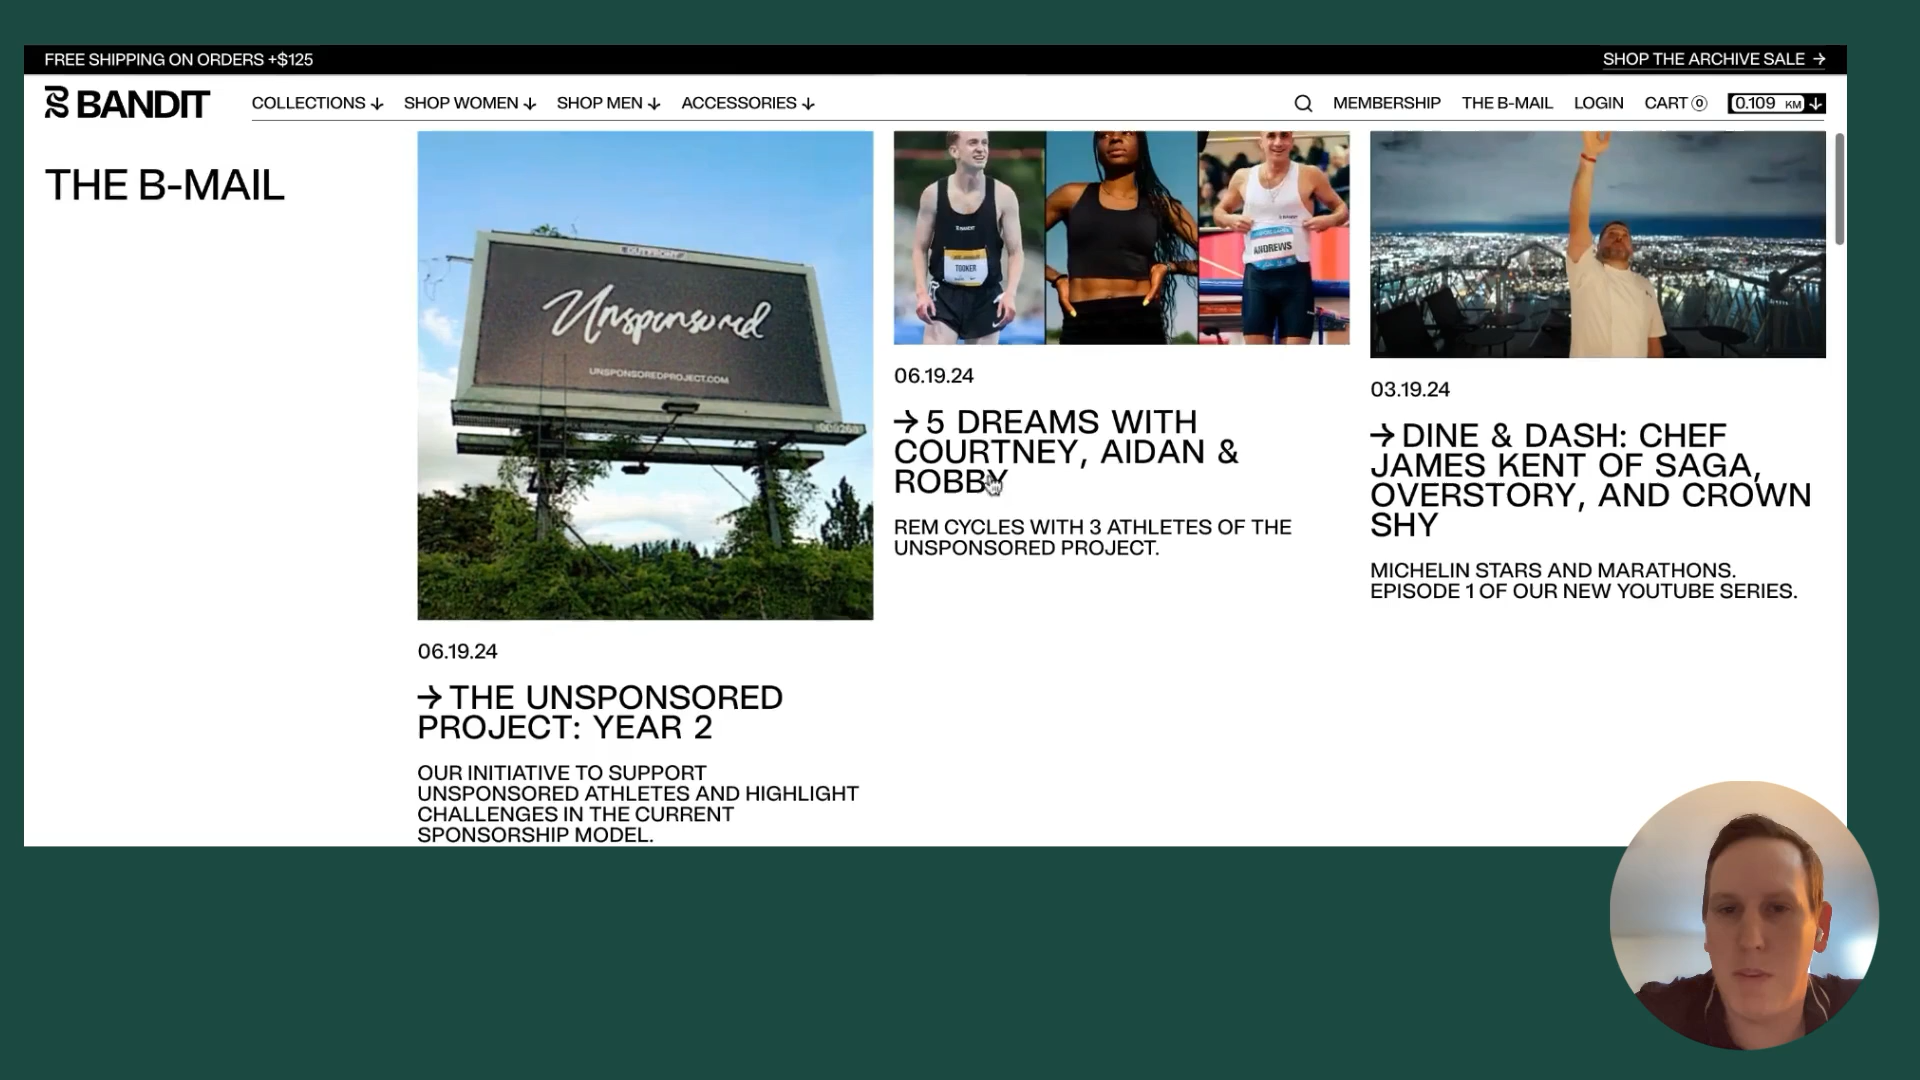 FREE SHIPPING ON ORDERS +$125
SHOP THE ARCHIVE SALE →
BANDIT
COLLECTIONS ↓ SHOP WOMEN ↓ SHOP MEN ↓ ACCESSORIES ↓
MEMBERSHIP THE B-MAIL LOGIN CART 0 0.109 KM ↓
THE B-MAIL
OUTFRONT/
Unsponsored
UNSPONSOREDPROJECT.COM
06.19.24
→ THE UNSPONSORED
PROJECT: YEAR 2
OUR INITIATIVE TO SUPPORT
UNSPONSORED ATHLETES AND HIGHLIGHT
CHALLENGES IN THE CURRENT
SPONSORSHIP MODEL.
BANDIT
TOOKER
BANDIT
ANDREWS
06.19.24
→ 5 DREAMS WITH
COURTNEY, AIDAN &
ROBBY
REM CYCLES WITH 3 ATHLETES OF THE
UNSPONSORED PROJECT.
03.19.24
→ DINE & DASH: CHEF
JAMES KENT OF SAGA,
OVERSTORY, AND CROWN
SHY
MICHELIN STARS AND MARATHONS.
EPISODE 1 OF OUR NEW YOUTUBE SERIES.